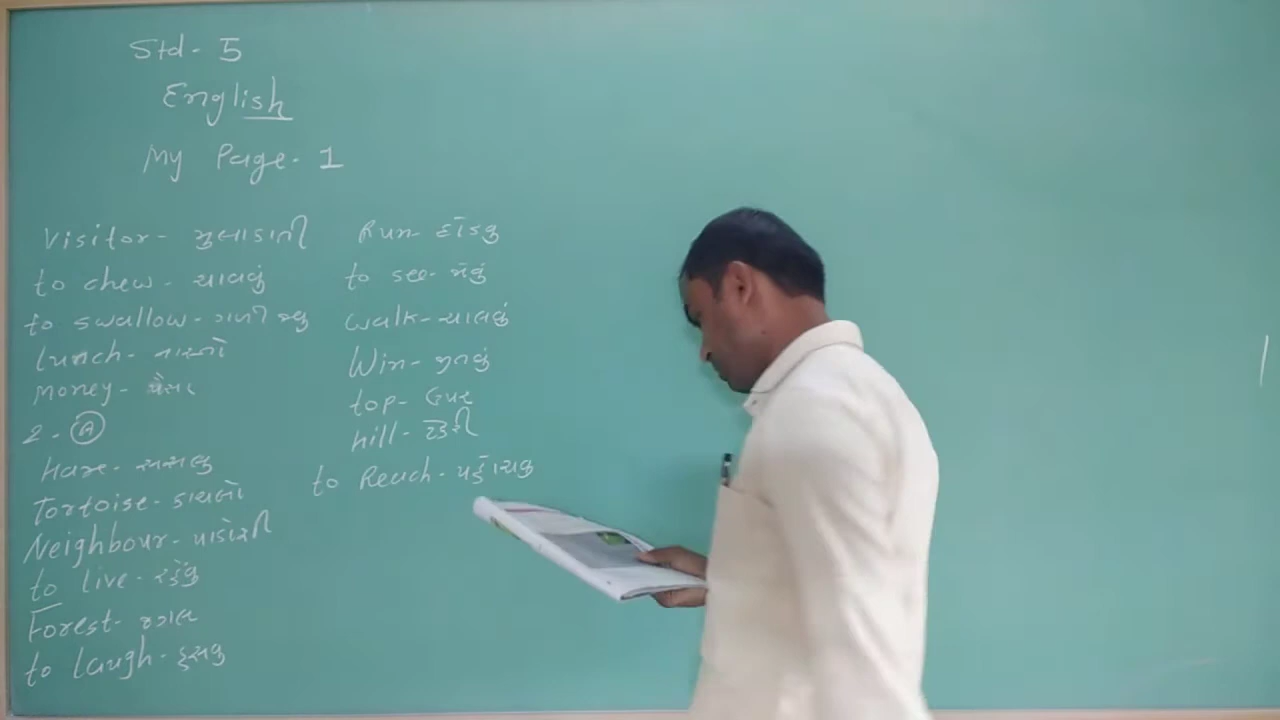 Std - 5
English
My Page - 1
Visitor - મુલાકાતી
to chew - ચાવવું
to swallow - ગળી જવુ
Lunch - નાસ્તો
Money - પૈસા
2 - A
Hare - સસલુ
Tortoise - કાચબો
Neighbour - પાડોશી
to live - રહેવુ
Forest - જંગલ
to Laugh - હસવુ
Run - દોડવુ
to see -
Walk - ચાલવું
Win - જીતવું
top - ઉપર
hill - ટેકરી
to Reach - પહોચવુ